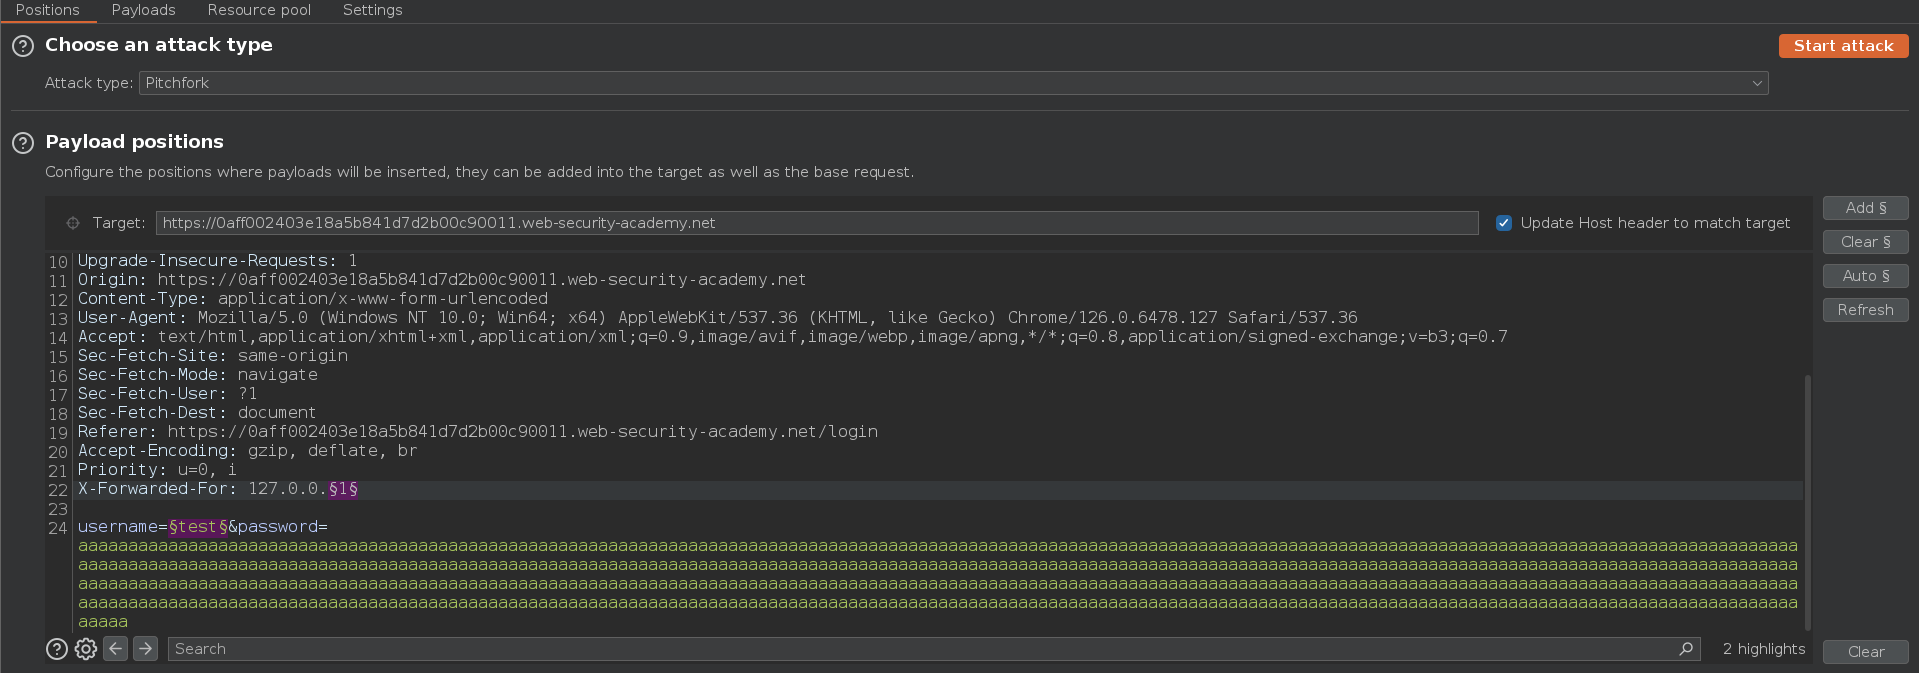 Positions Payloads Resource pool Settings
Choose an attack type
Start attack
Attack type: Pitchfork
Payload positions
Configure the positions where payloads will be inserted, they can be added into the target as well as the base request.
Target: https://0aff002403e18a5b841d7d2b00c90011.web-security-academy.net
Update Host header to match target
Add §
Clear §
Auto §
Refresh
10 Upgrade-Insecure-Requests: 1
11 Origin: https://0aff002403e18a5b841d7d2b00c90011.web-security-academy.net
12 Content-Type: application/x-www-form-urlencoded
13 User-Agent: Mozilla/5.0 (Windows NT 10.0; Win64; x64) AppleWebKit/537.36 (KHTML, like Gecko) Chrome/126.0.6478.127 Safari/537.36
14 Accept: text/html,application/xhtml+xml,application/xml;q=0.9,image/avif,image/webp,image/apng,*/*;q=0.8,application/signed-exchange;v=b3;q=0.7
15 Sec-Fetch-Site: same-origin
16 Sec-Fetch-Mode: navigate
17 Sec-Fetch-User: ?1
18 Sec-Fetch-Dest: document
19 Referer: https://0aff002403e18a5b841d7d2b00c90011.web-security-academy.net/login
20 Accept-Encoding: gzip, deflate, br
21 Priority: u=0, i
22 X-Forwarded-For: 127.0.0.§1§
23
24 username=§test§&password=
aaaaaaaaaaaaaaaaaaaaaaaaaaaaaaaaaaaaaaaaaaaaaaaaaaaaaaaaaaaaaaaaaaaaaaaaaaaaaaaaaaaaaaaaaaaaaaaaaaaaaaaaaaaaaaaaaaaaaaaaaaaaaaaaaaaaaaaaaaaaaaaaaaaaaaaaaaaaaaaaaaaaaaaaaaaa
aaaaaaaaaaaaaaaaaaaaaaaaaaaaaaaaaaaaaaaaaaaaaaaaaaaaaaaaaaaaaaaaaaaaaaaaaaaaaaaaaaaaaaaaaaaaaaaaaaaaaaaaaaaaaaaaaaaaaaaaaaaaaaaaaaaaaaaaaaaaaaaaaaaaaaaaaaaaaaaaaaaaaaaaaaaa
aaaaaaaaaaaaaaaaaaaaaaaaaaaaaaaaaaaaaaaaaaaaaaaaaaaaaaaaaaaaaaaaaaaaaaaaaaaaaaaaaaaaaaaaaaaaaaaaaaaaaaaaaaaaaaaaaaaaaaaaaaaaaaaaaaaaaaaaaaaaaaaaaaaaaaaaaaaaaaaaaaaaaaaaaaaa
aaaaaaaaaaaaaaaaaaaaaaaaaaaaaaaaaaaaaaaaaaaaaaaaaaaaaaaaaaaaaaaaaaaaaaaaaaaaaaaaaaaaaaaaaaaaaaaaaaaaaaaaaaaaaaaaaaaaaaaaaaaaaaaaaaaaaaaaaaaaaaaaaaaaaaaaaaaaaaaaaaaaaaaaaaaa
aaaaa
Search
2 highlights
Clear